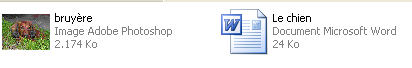 bruyère
Image Adobe Photoshop
2.174 Ko
Le chien
Document Microsoft Word
24 Ko